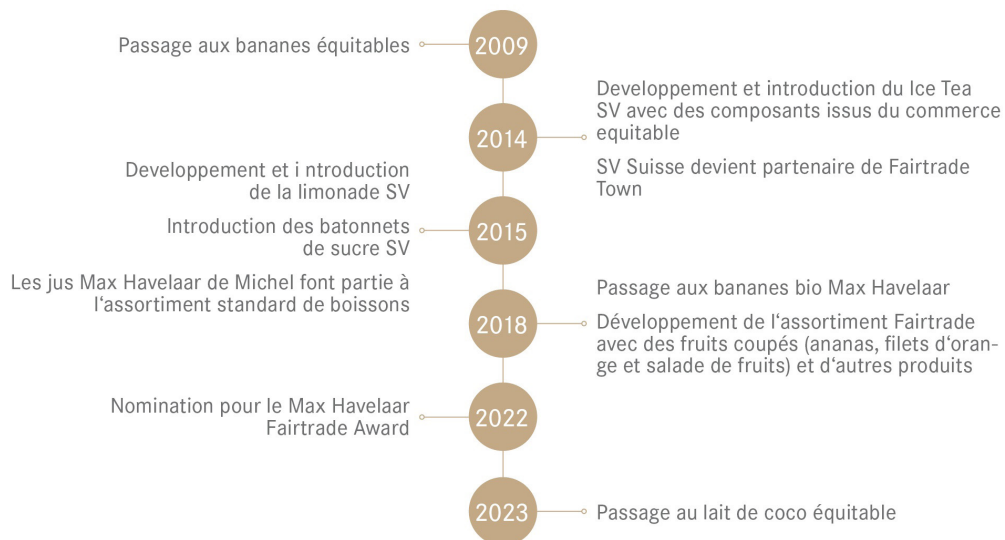 Passage aux bananes équitables
2009
Developpement et introduction du Ice Tea
SV avec des composants issus du commerce
equitable
2014
SV Suisse devient partenaire de Fairtrade
Town
Developpement et i ntroduction
de la limonade SV
Introduction des batonnets
de sucre SV
2015
Les jus Max Havelaar de Michel font partie à
l‘assortiment standard de boissons
Passage aux bananes bio Max Havelaar
2018
Développement de l‘assortiment Fairtrade
avec des fruits coupés (ananas, filets d‘oran-
ge et salade de fruits) et d‘autres produits
Nomination pour le Max Havelaar
Fairtrade Award
2022
2023
Passage au lait de coco équitable